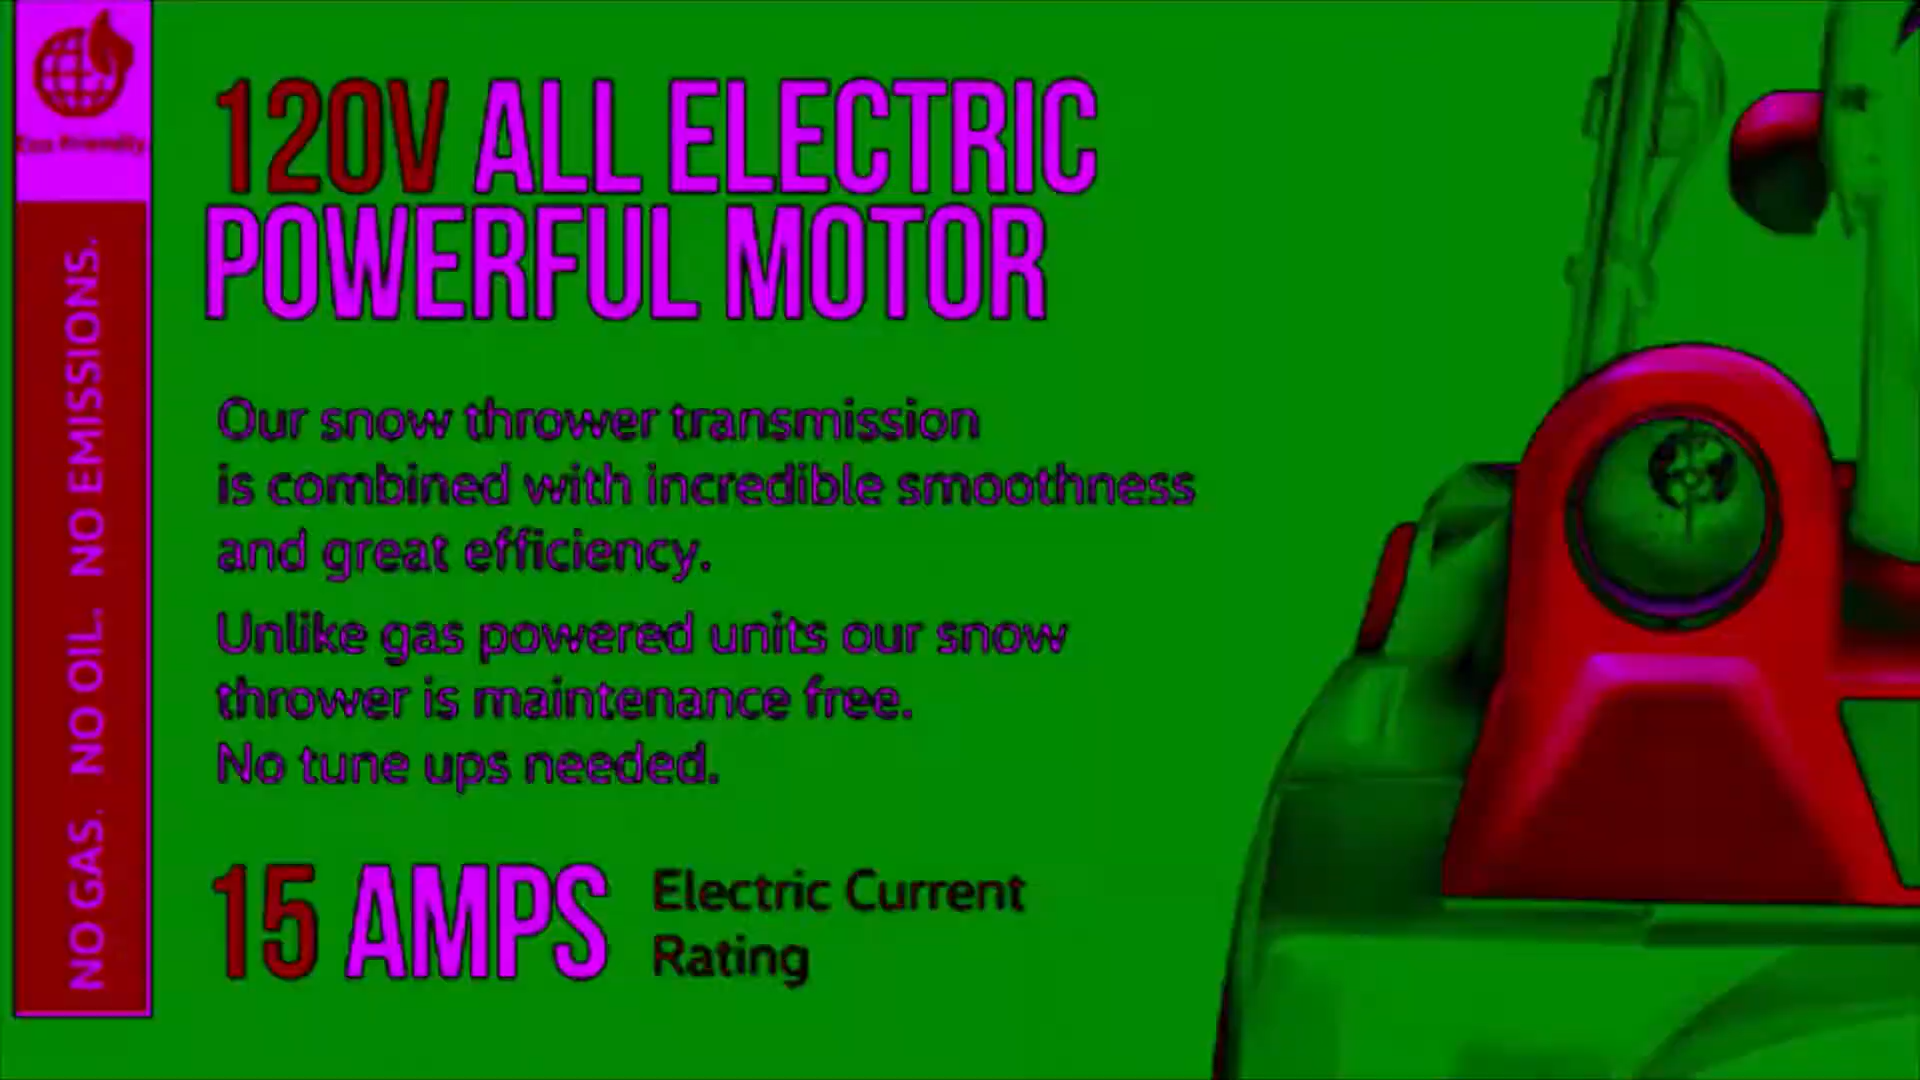 Eco Friendly
NO GAS. NO OIL. NO EMISSIONS.
120V ALL ELECTRIC
POWERFUL MOTOR
Our snow thrower transmission
is combined with incredible smoothness
and great efficiency.
Unlike gas powered units our snow
thrower is maintenance free.
No tune ups needed.
15 AMPS
Electric Current
Rating